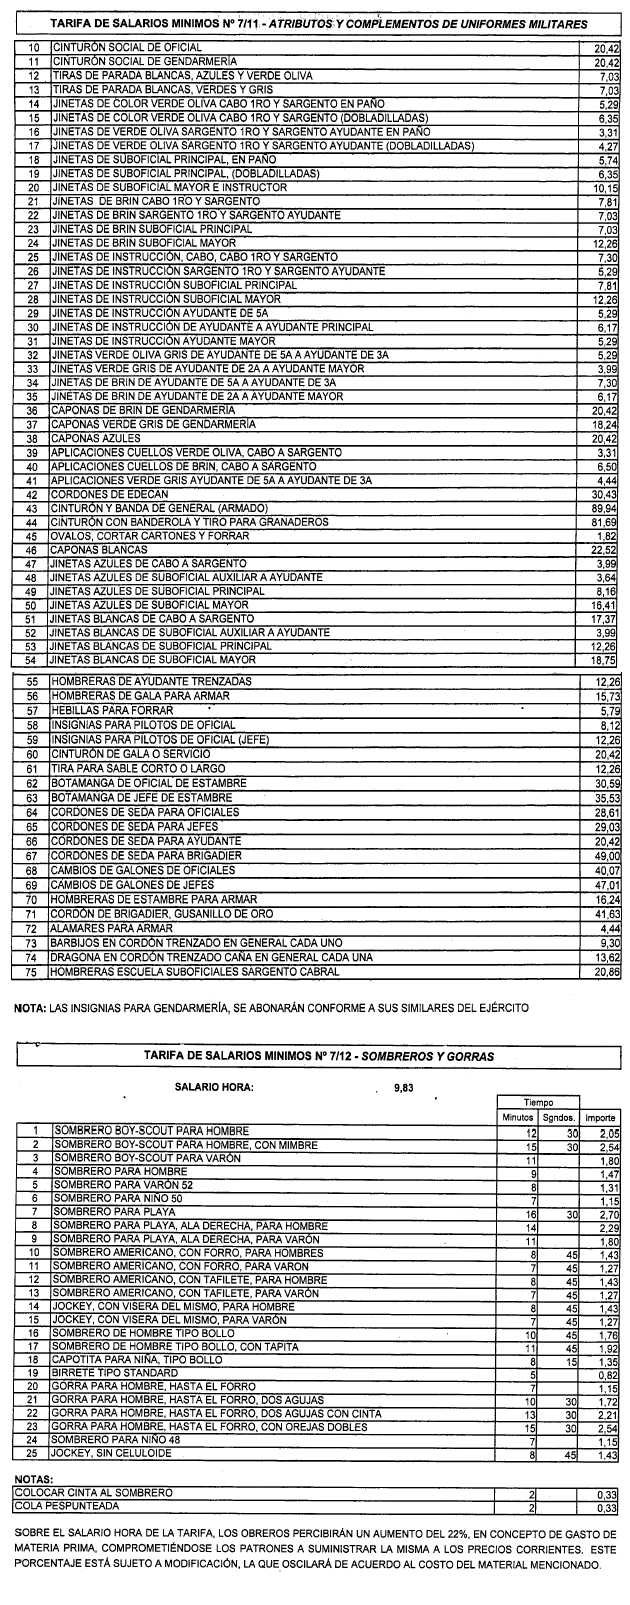 TARIFA DE SALARIOS MINIMOS Nº 7/11 - ATRIBUTOS Y COMPLEMENTOS DE UNIFORMES MILITARES
10 CINTURÓN SOCIAL DE OFICIAL 20,42
11 CINTURÓN SOCIAL DE GENDARMERÍA 20,42
12 TIRAS DE PARADA BLANCAS, AZULES Y VERDE OLIVA 7,03
13 TIRAS DE PARADA BLANCAS, VERDES Y GRIS 7,03
14 JINETAS DE COLOR VERDE OLIVA CABO 1RO Y SARGENTO EN PAÑO 5,29
15 JINETAS DE COLOR VERDE OLIVA CABO 1RO Y SARGENTO (DOBLADILLADAS) 6,35
16 JINETAS DE VERDE OLIVA SARGENTO 1RO Y SARGENTO AYUDANTE EN PAÑO 3,31
17 JINETAS DE VERDE OLIVA SARGENTO 1RO Y SARGENTO AYUDANTE (DOBLADILLADAS) 4,27
18 JINETAS DE SUBOFICIAL PRINCIPAL, EN PAÑO 5,74
19 JINETAS DE SUBOFICIAL PRINCIPAL, (DOBLADILLADAS) 6,35
20 JINETAS DE SUBOFICIAL MAYOR E INSTRUCTOR 10,15
21 JINETAS DE BRIN CABO 1RO Y SARGENTO 7,81
22 JINETAS DE BRIN SARGENTO 1RO Y SARGENTO AYUDANTE 7,03
23 JINETAS DE BRIN SUBOFICIAL PRINCIPAL 7,03
24 JINETAS DE BRIN SUBOFICIAL MAYOR 12,26
25 JINETAS DE INSTRUCCIÓN, CABO, CABO 1RO Y SARGENTO 7,30
26 JINETAS DE INSTRUCCIÓN SARGENTO 1RO Y SARGENTO AYUDANTE 5,29
27 JINETAS DE INSTRUCCIÓN SUBOFICIAL PRINCIPAL 7,81
28 JINETAS DE INSTRUCCIÓN SUBOFICIAL MAYOR 12,26
29 JINETAS DE INSTRUCCIÓN AYUDANTE DE 5A 5,29
30 JINETAS DE INSTRUCCIÓN DE AYUDANTE A AYUDANTE PRINCIPAL 6,17
31 JINETAS DE INSTRUCCIÓN AYUDANTE MAYOR 5,29
32 JINETAS VERDE OLIVA GRIS DE AYUDANTE DE 5A A AYUDANTE DE 3A 5,29
33 JINETAS VERDE GRIS DE AYUDANTE DE 2A A AYUDANTE MAYOR 3,99
34 JINETAS DE BRIN DE AYUDANTE DE 5A A AYUDANTE DE 3A 7,30
35 JINETAS DE BRIN DE AYUDANTE DE 2A A AYUDANTE MAYOR 6,17
36 CAPONAS DE BRIN DE GENDARMERÍA 20,42
37 CAPONAS VERDE GRIS DE GENDARMERÍA 18,24
38 CAPONAS AZULES 20,42
39 APLICACIONES CUELLOS VERDE OLIVA, CABO A SARGENTO 3,31
40 APLICACIONES CUELLOS DE BRIN, CABO A SARGENTO 6,50
41 APLICACIONES VERDE GRIS AYUDANTE DE 5A A AYUDANTE DE 3A 4,44
42 CORDONES DE EDECAN 30,43
43 CINTURÓN Y BANDA DE GENERAL (ARMADO) 89,94
44 CINTURÓN CON BANDEROLA Y TIRO PARA GRANADEROS 81,69
45 OVALOS, CORTAR CARTONES Y FORRAR 1,82
46 CAPONAS BLANCAS 22,52
47 JINETAS AZULES DE CABO A SARGENTO 3,99
48 JINETAS AZULES DE SUBOFICIAL AUXILIAR A AYUDANTE 3,64
49 JINETAS AZULES DE SUBOFICIAL PRINCIPAL 8,16
50 JINETAS AZULES DE SUBOFICIAL MAYOR 16,41
51 JINETAS BLANCAS DE CABO A SARGENTO 17,37
52 JINETAS BLANCAS DE SUBOFICIAL AUXILIAR A AYUDANTE 3,99
53 JINETAS BLANCAS DE SUBOFICIAL PRINCIPAL 12,26
54 JINETAS BLANCAS DE SUBOFICIAL MAYOR 18,75
55 HOMBRERAS DE AYUDANTE TRENZADAS 12,26
56 HOMBRERAS DE GALA PARA ARMAR 15,73
57 HEBILLAS PARA FORRAR 5,79
58 INSIGNIAS PARA PILOTOS DE OFICIAL 8,12
59 INSIGNIAS PARA PILOTOS DE OFICIAL (JEFE) 12,26
60 CINTURÓN DE GALA O SERVICIO 20,42
61 TIRA PARA SABLE CORTO O LARGO 12,26
62 BOTAMANGA DE OFICIAL DE ESTAMBRE 30,59
63 BOTAMANGA DE JEFE DE ESTAMBRE 35,53
64 CORDONES DE SEDA PARA OFICIALES 28,61
65 CORDONES DE SEDA PARA JEFES 29,03
66 CORDONES DE SEDA PARA AYUDANTE 20,42
67 CORDONES DE SEDA PARA BRIGADIER 49,00
68 CAMBIOS DE GALONES DE OFICIALES 40,07
69 CAMBIOS DE GALONES DE JEFES 47,01
70 HOMBRERAS DE ESTAMBRE PARA ARMAR 16,24
71 CORDÓN DE BRIGADIER, GUSANILLO DE ORO 41,63
72 ALAMARES PARA ARMAR 4,44
73 BARBIJOS EN CORDÓN TRENZADO EN GENERAL CADA UNO 9,30
74 DRAGONA EN CORDÓN TRENZADO CAÑA EN GENERAL CADA UNA 13,62
75 HOMBRERAS ESCUELA SUBOFICIALES SARGENTO CABRAL 20,86
NOTA: LAS INSIGNIAS PARA GENDARMERÍA, SE ABONARÁN CONFORME A SUS SIMILARES DEL EJÉRCITO
TARIFA DE SALARIOS MINIMOS Nº 7/12 - SOMBREROS Y GORRAS
SALARIO HORA: 9,83
Tiempo
Minutos Sgndos. Importe
1 SOMBRERO BOY-SCOUT PARA HOMBRE 12 30 2,05
2 SOMBRERO BOY-SCOUT PARA HOMBRE, CON MIMBRE 15 30 2,54
3 SOMBRERO BOY-SCOUT PARA VARÓN 11 1,80
4 SOMBRERO PARA HOMBRE 9 1,47
5 SOMBRERO PARA VARÓN 52 8 1,31
6 SOMBRERO PARA NIÑO 50 7 1,15
7 SOMBRERO PARA PLAYA 16 30 2,70
8 SOMBRERO PARA PLAYA, ALA DERECHA, PARA HOMBRE 14 2,29
9 SOMBRERO PARA PLAYA, ALA DERECHA, PARA VARÓN 11 1,80
10 SOMBRERO AMERICANO, CON FORRO, PARA HOMBRES 8 45 1,43
11 SOMBRERO AMERICANO, CON FORRO, PARA VARON 7 45 1,27
12 SOMBRERO AMERICANO, CON TAFILETE, PARA HOMBRE 8 45 1,43
13 SOMBRERO AMERICANO, CON TAFILETE, PARA VARÓN 7 45 1,27
14 JOCKEY, CON VISERA DEL MISMO, PARA HOMBRE 8 45 1,43
15 JOCKEY, CON VISERA DEL MISMO, PARA VARÓN 7 45 1,27
16 SOMBRERO DE HOMBRE TIPO BOLLO 10 45 1,76
17 SOMBRERO DE HOMBRE TIPO BOLLO, CON TAPITA 11 45 1,92
18 CAPOTITA PARA NIÑA, TIPO BOLLO 8 15 1,35
19 BIRRETE TIPO STANDARD 5 0,82
20 GORRA PARA HOMBRE, HASTA EL FORRO 7 1,15
21 GORRA PARA HOMBRE, HASTA EL FORRO, DOS AGUJAS 10 30 1,72
22 GORRA PARA HOMBRE, HASTA EL FORRO, DOS AGUJAS CON CINTA 13 30 2,21
23 GORRA PARA HOMBRE, HASTA EL FORRO, CON OREJAS DOBLES 15 30 2,54
24 SOMBRERO PARA NIÑO 48 7 1,15
25 JOCKEY, SIN CELULOIDE 8 45 1,43
NOTAS:
COLOCAR CINTA AL SOMBRERO 2 0,33
COLA PESPUNTEADA 2 0,33
SOBRE EL SALARIO HORA DE LA TARIFA, LOS OBREROS PERCIBIRÁN UN AUMENTO DEL 22%, EN CONCEPTO DE GASTO DE
MATERIA PRIMA, COMPROMETIÉNDOSE LOS PATRONES A SUMINISTRAR LA MISMA A LOS PRECIOS CORRIENTES. ESTE
PORCENTAJE ESTÁ SUJETO A MODIFICACIÓN, LA QUE OSCILARÁ DE ACUERDO AL COSTO DEL MATERIAL MENCIONADO.